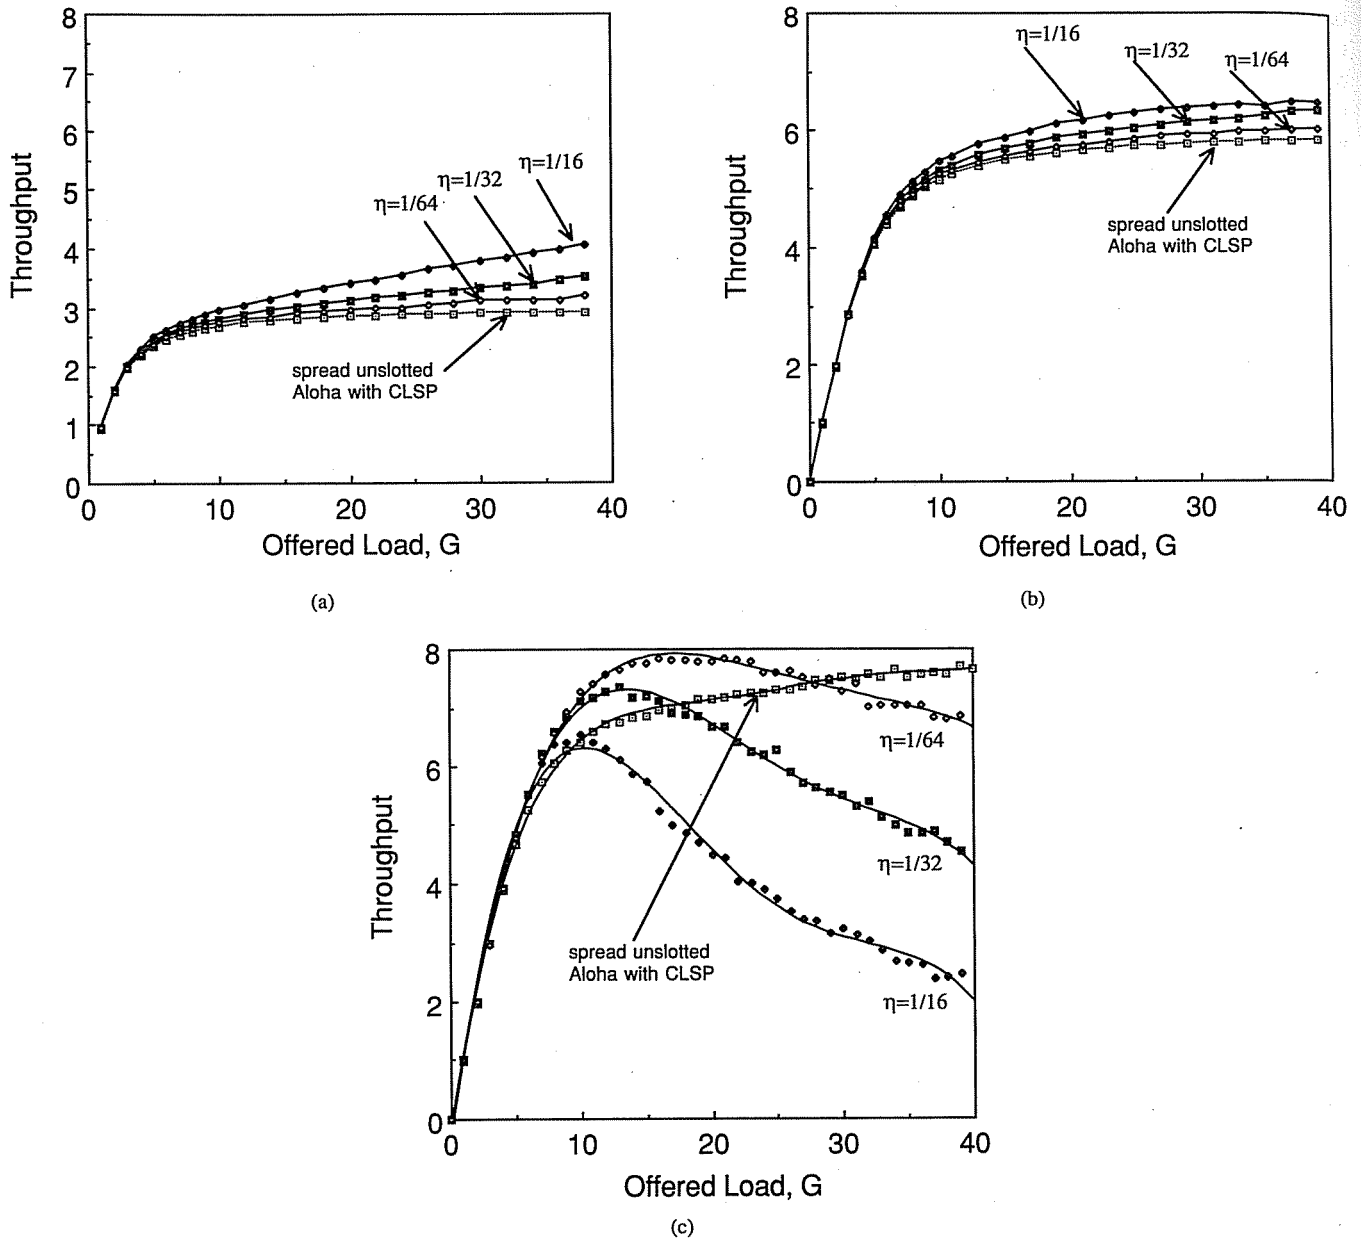 8
7
6
5
4
3
2
1
0
Throughput
η=1/16
η=1/32
η=1/64
spread unslotted
Aloha with CLSP
0
10
20
30
40
Offered Load, G
(a)
8
6
4
2
0
Throughput
η=1/16
η=1/32
η=1/64
spread unslotted
Aloha with CLSP
0
10
20
30
40
Offered Load, G
(b)
8
6
4
2
0
Throughput
η=1/64
η=1/32
spread unslotted
Aloha with CLSP
η=1/16
0
10
20
30
40
Offered Load, G
(c)